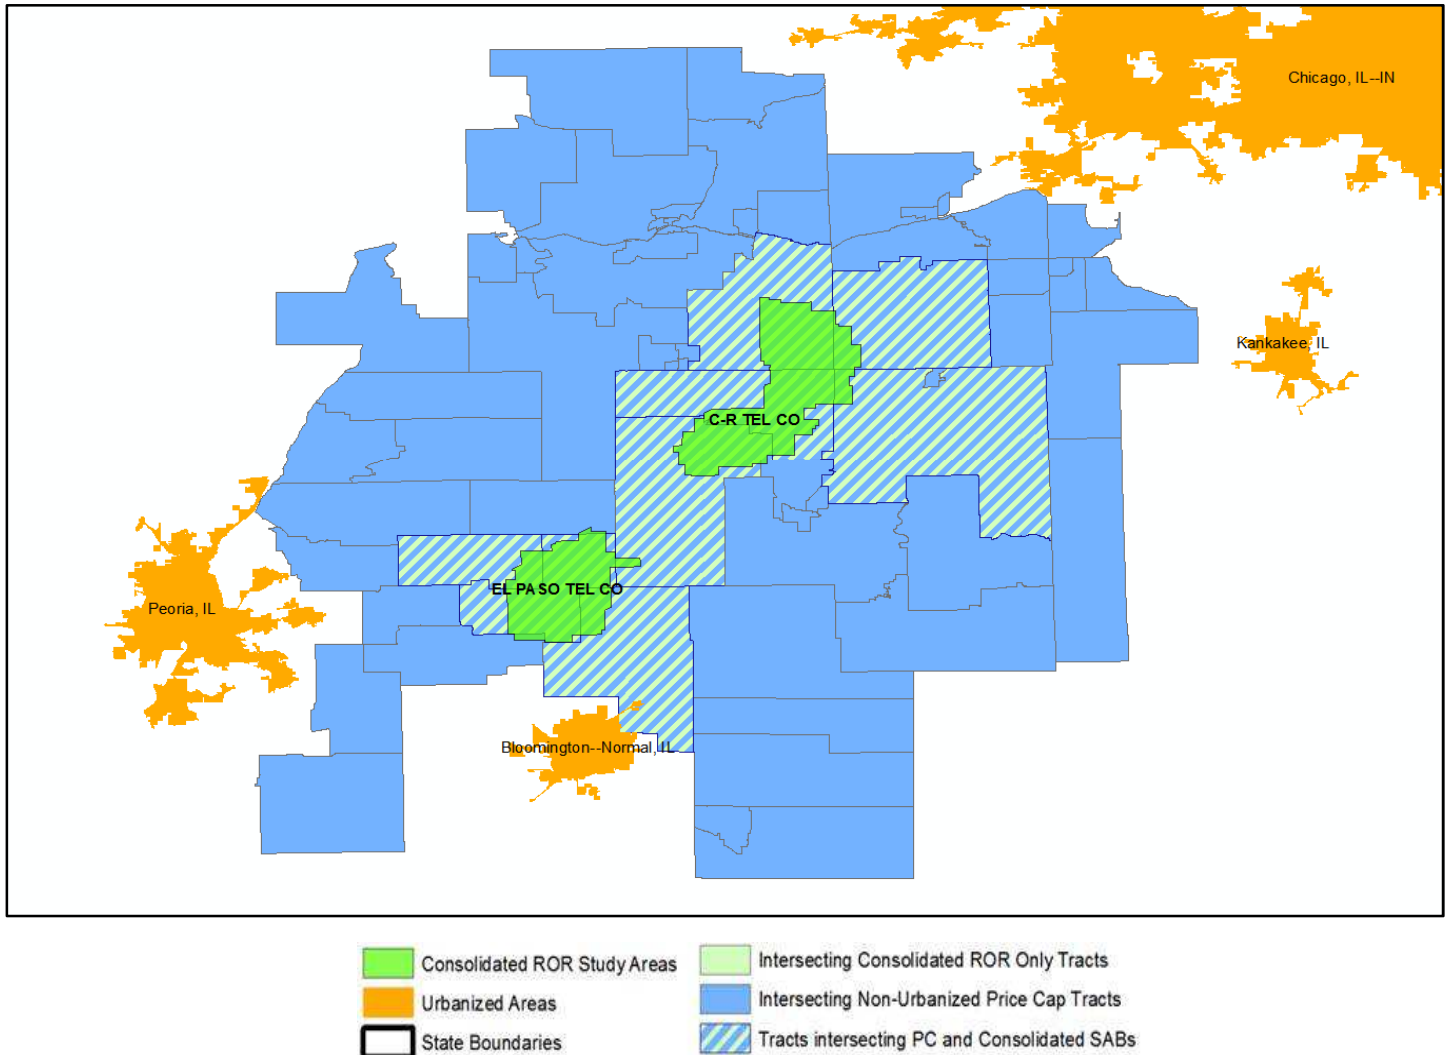 Chicago, IL--IN
Kankakee, IL
C-R TEL CO
EL PASO TEL CO
Peoria, IL
Bloomington--Normal, IL
Consolidated ROR Study Areas
Urbanized Areas
State Boundaries
Intersecting Consolidated ROR Only Tracts
Intersecting Non-Urbanized Price Cap Tracts
Tracts intersecting PC and Consolidated SABs